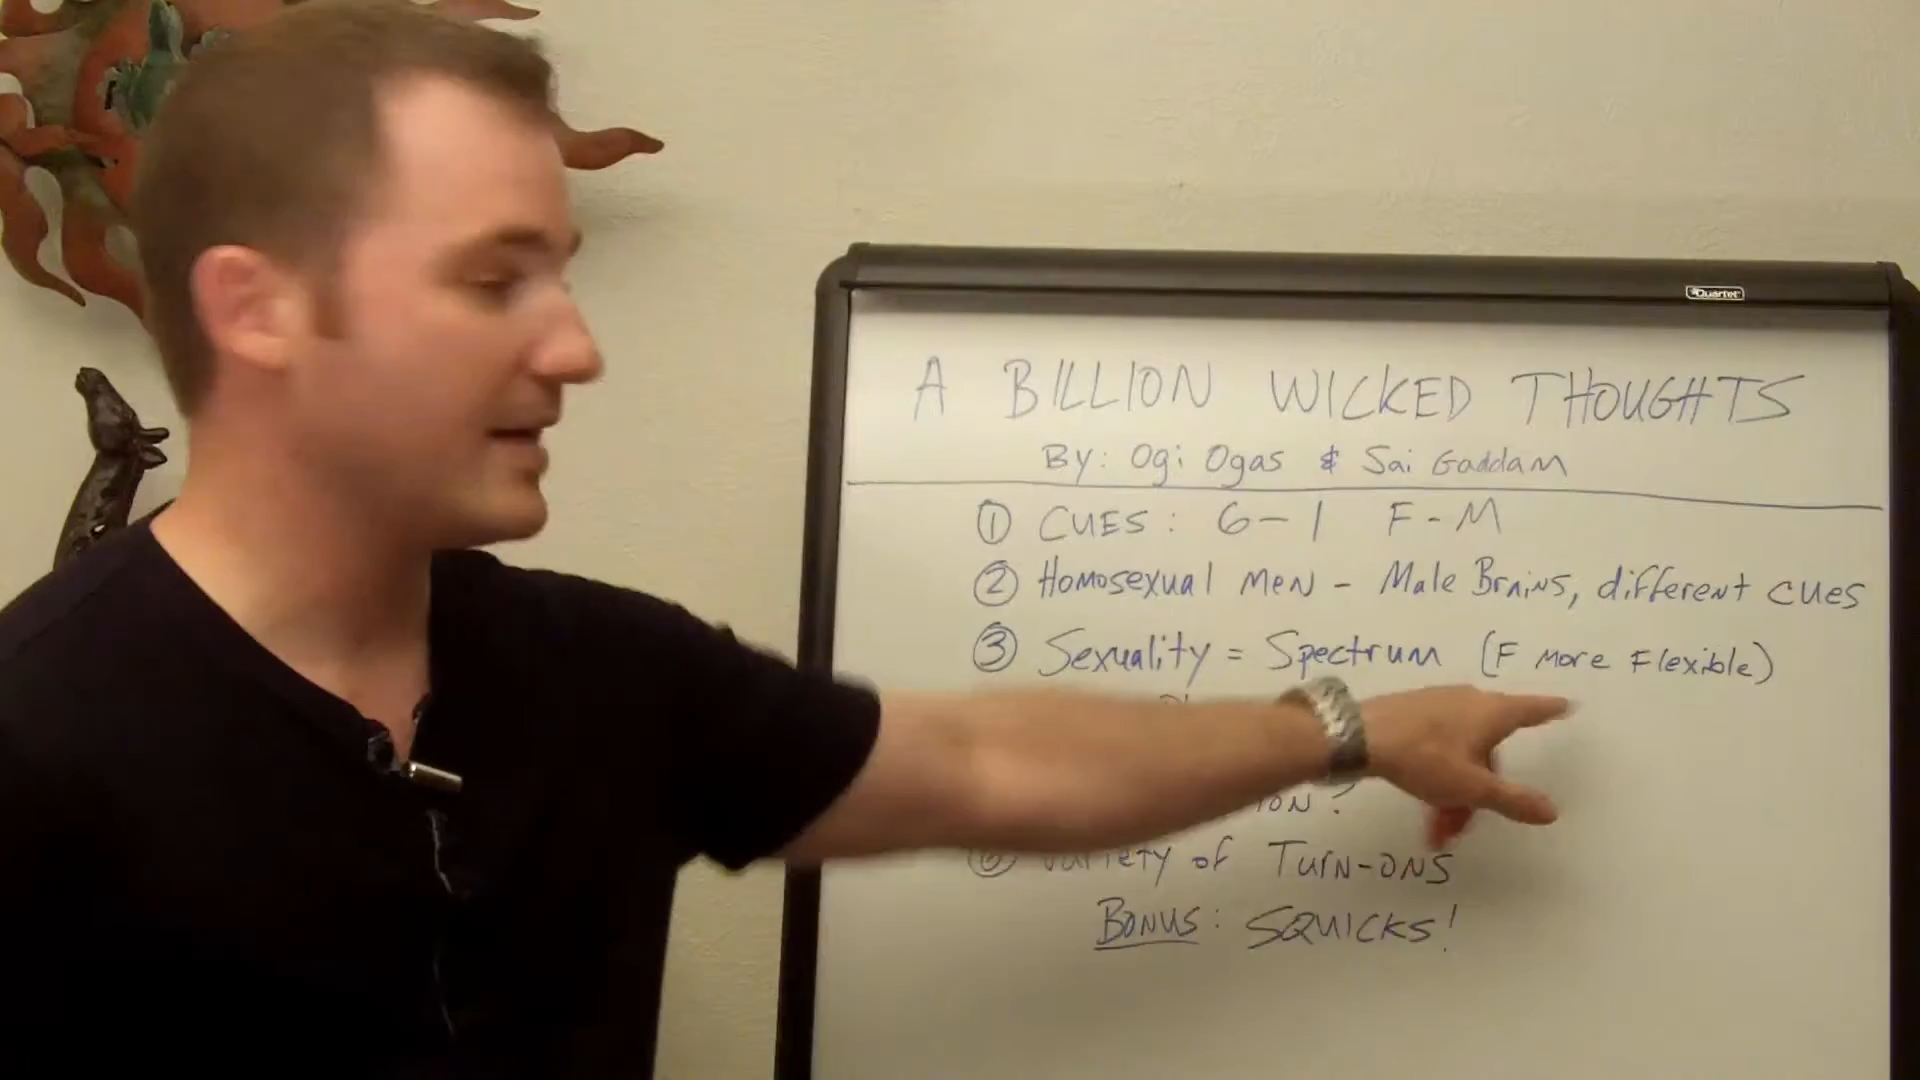 Quartet
A BILLION WICKED THOUGHTS
By: Ogi Ogas & Sai Gaddam
① CUES: 6-1 F-M
② Homosexual men - Male Brains, different cues
③ Sexuality = Spectrum (F more Flexible)
⑥ Variety of Turn-ons
Bonus: SQUICKS!